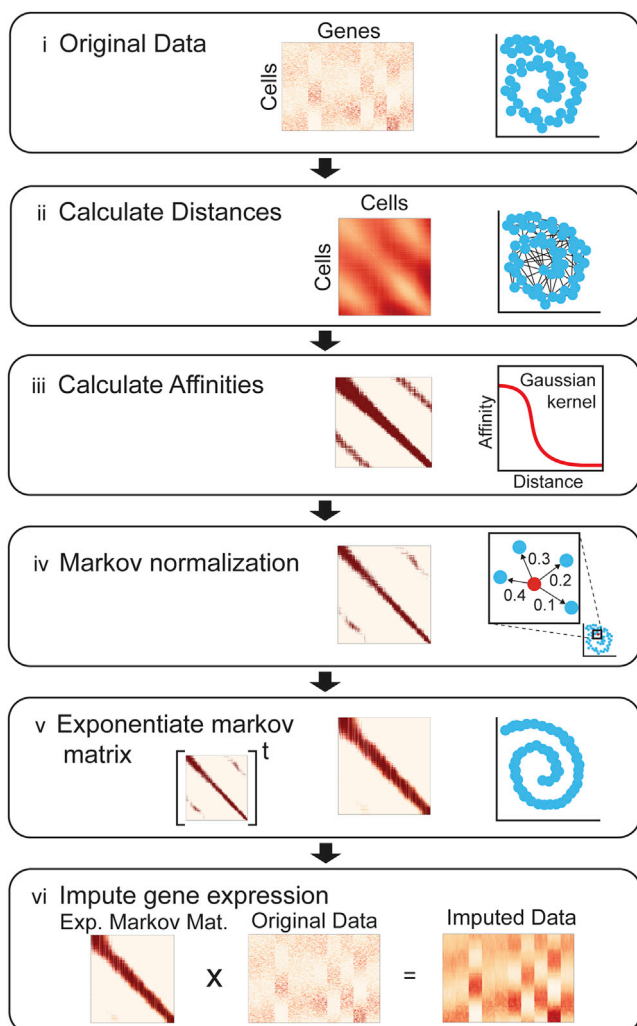 i Original Data
Genes
Cells
ii Calculate Distances
Cells
Cells
iii Calculate Affinities
Gaussian
kernel
Affinity
Distance
iv Markov normalization
0.3
0.2
0.4
0.1
v Exponentiate markov
matrix
t
vi Impute gene expression
Exp. Markov Mat. Original Data Imputed Data
X =